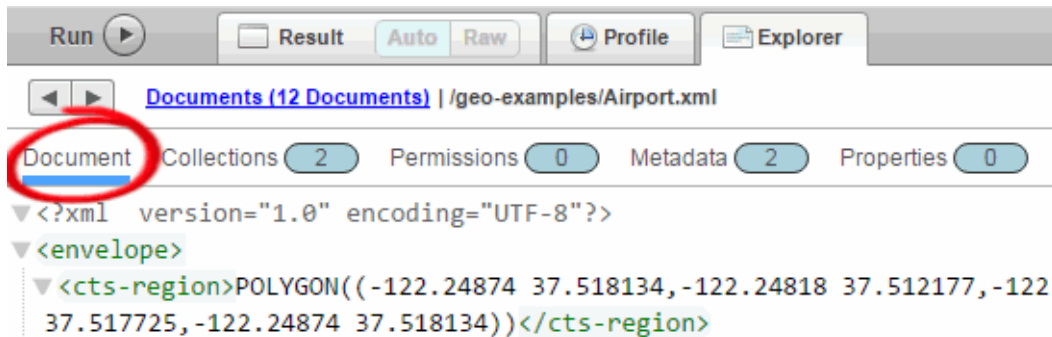 Run Result Auto Raw Profile Explorer
Documents (12 Documents) | /geo-examples/Airport.xml
Document Collections 2 Permissions 0 Metadata 2 Properties 0
<?xml version="1.0" encoding="UTF-8"?>
<envelope>
<cts-region>POLYGON((-122.24874 37.518134,-122.24818 37.512177,-122
37.517725,-122.24874 37.518134))</cts-region>